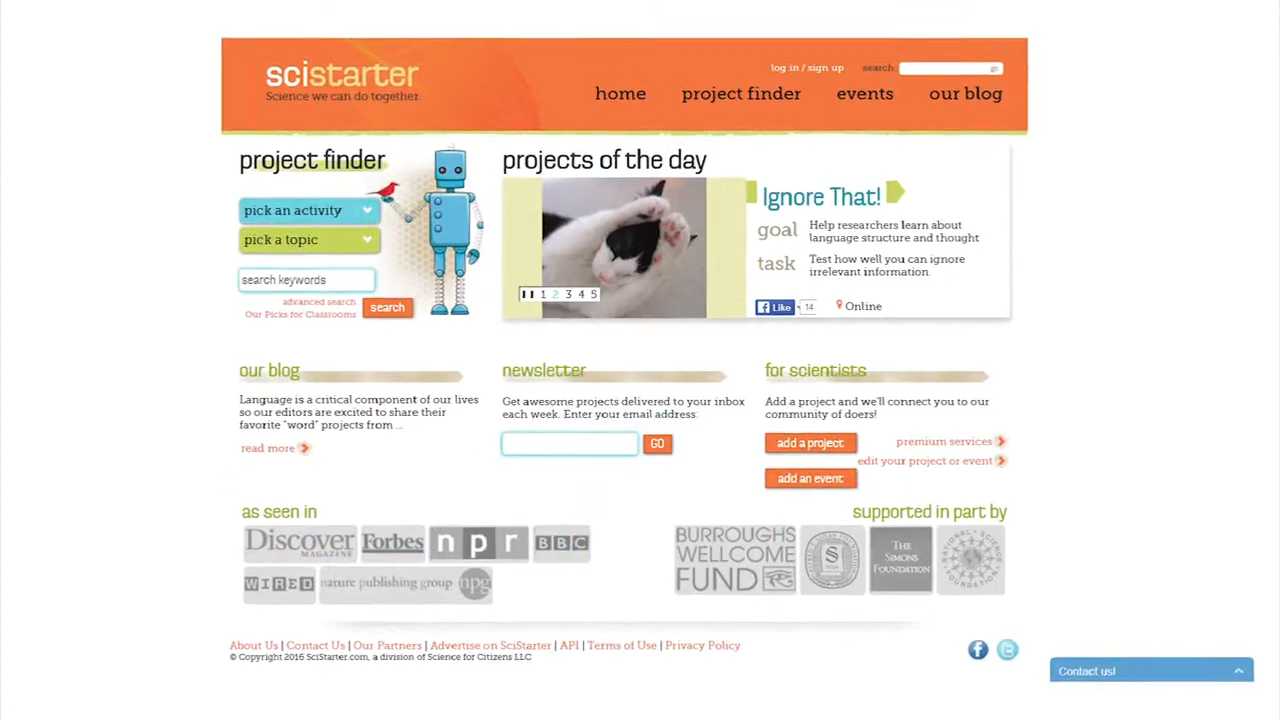 scistarter
Science we can do together.
log in / sign up
search
home
project finder
events
our blog
project finder
pick an activity
pick a topic
search keywords
advanced search
Our Picks for Classrooms
search
projects of the day
1 2 3 4 5
Ignore That!
goal
Help researchers learn about
language structure and thought
task
Test how well you can ignore
irrelevant information.
Like
14
Online
our blog
Language is a critical component of our lives
so our editors are excited to share their
favorite "word" projects from ...
read more
newsletter
Get awesome projects delivered to your inbox
each week. Enter your email address:
GO
for scientists
Add a project and we'll connect you to our
community of doers!
add a project
premium services
edit your project or event
add an event
as seen in
Discover
MAGAZINE
Forbes
npr
BBC
WIRED
nature publishing group npg
supported in part by
BURROUGHS
WELLCOME
FUND
THE
SIMONS
FOUNDATION
NATIONAL SCIENCE
FOUNDATION
About Us | Contact Us | Our Partners | Advertise on SciStarter | API | Terms of Use | Privacy Policy
© Copyright 2016 SciStarter.com, a division of Science for Citizens LLC
Contact us!